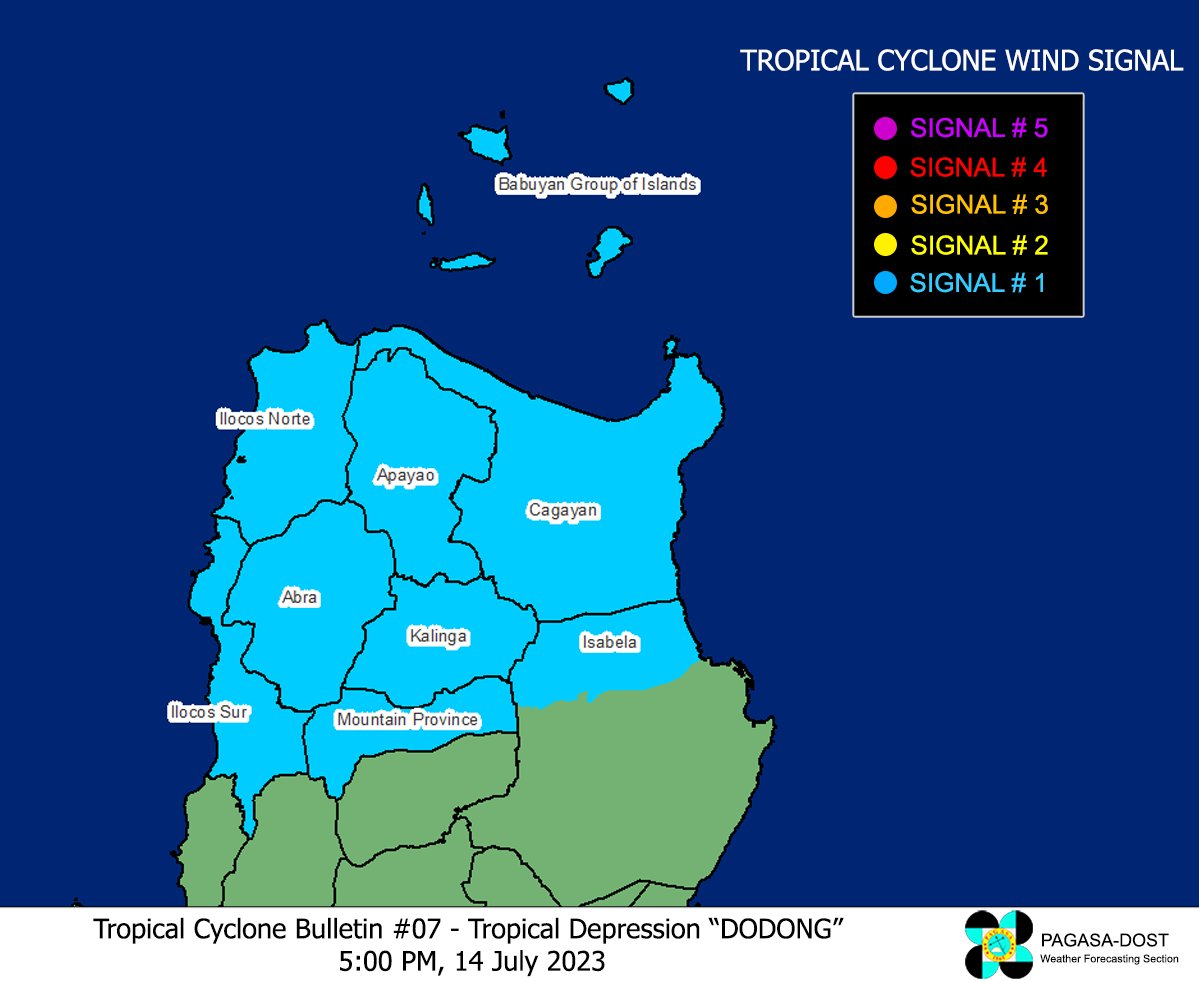 TROPICAL CYCLONE WIND SIGNAL
SIGNAL # 5
SIGNAL # 4
SIGNAL # 3
SIGNAL # 2
SIGNAL # 1
Babuyan Group of Islands
Ilocos Norte
Apayao
Cagayan
Abra
Kalinga
Isabela
Ilocos Sur
Mountain Province
Tropical Cyclone Bulletin #07 - Tropical Depression “DODONG”
5:00 PM, 14 July 2023
PAGASA-DOST
Weather Forecasting Section